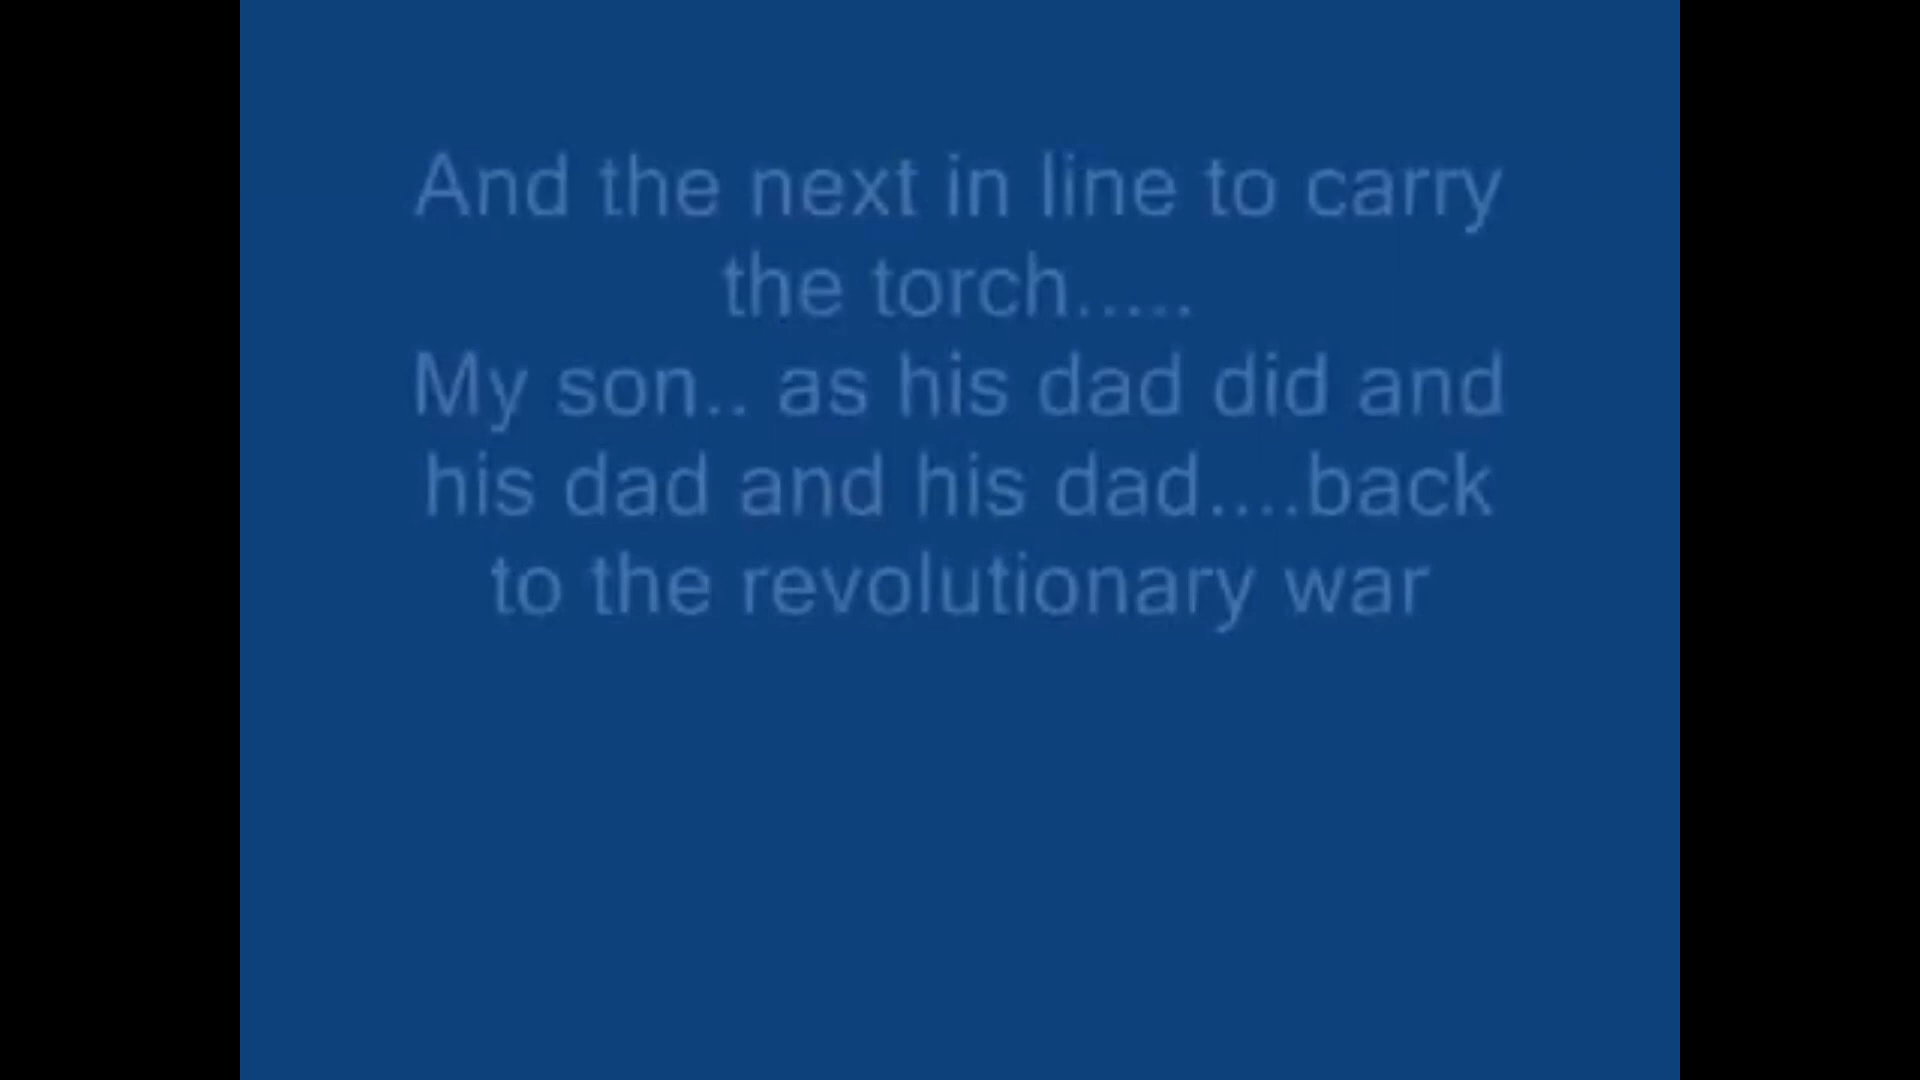 And the next in line to carry
the torch.....
My son.. as his dad did and
his dad and his dad....back
to the revolutionary war